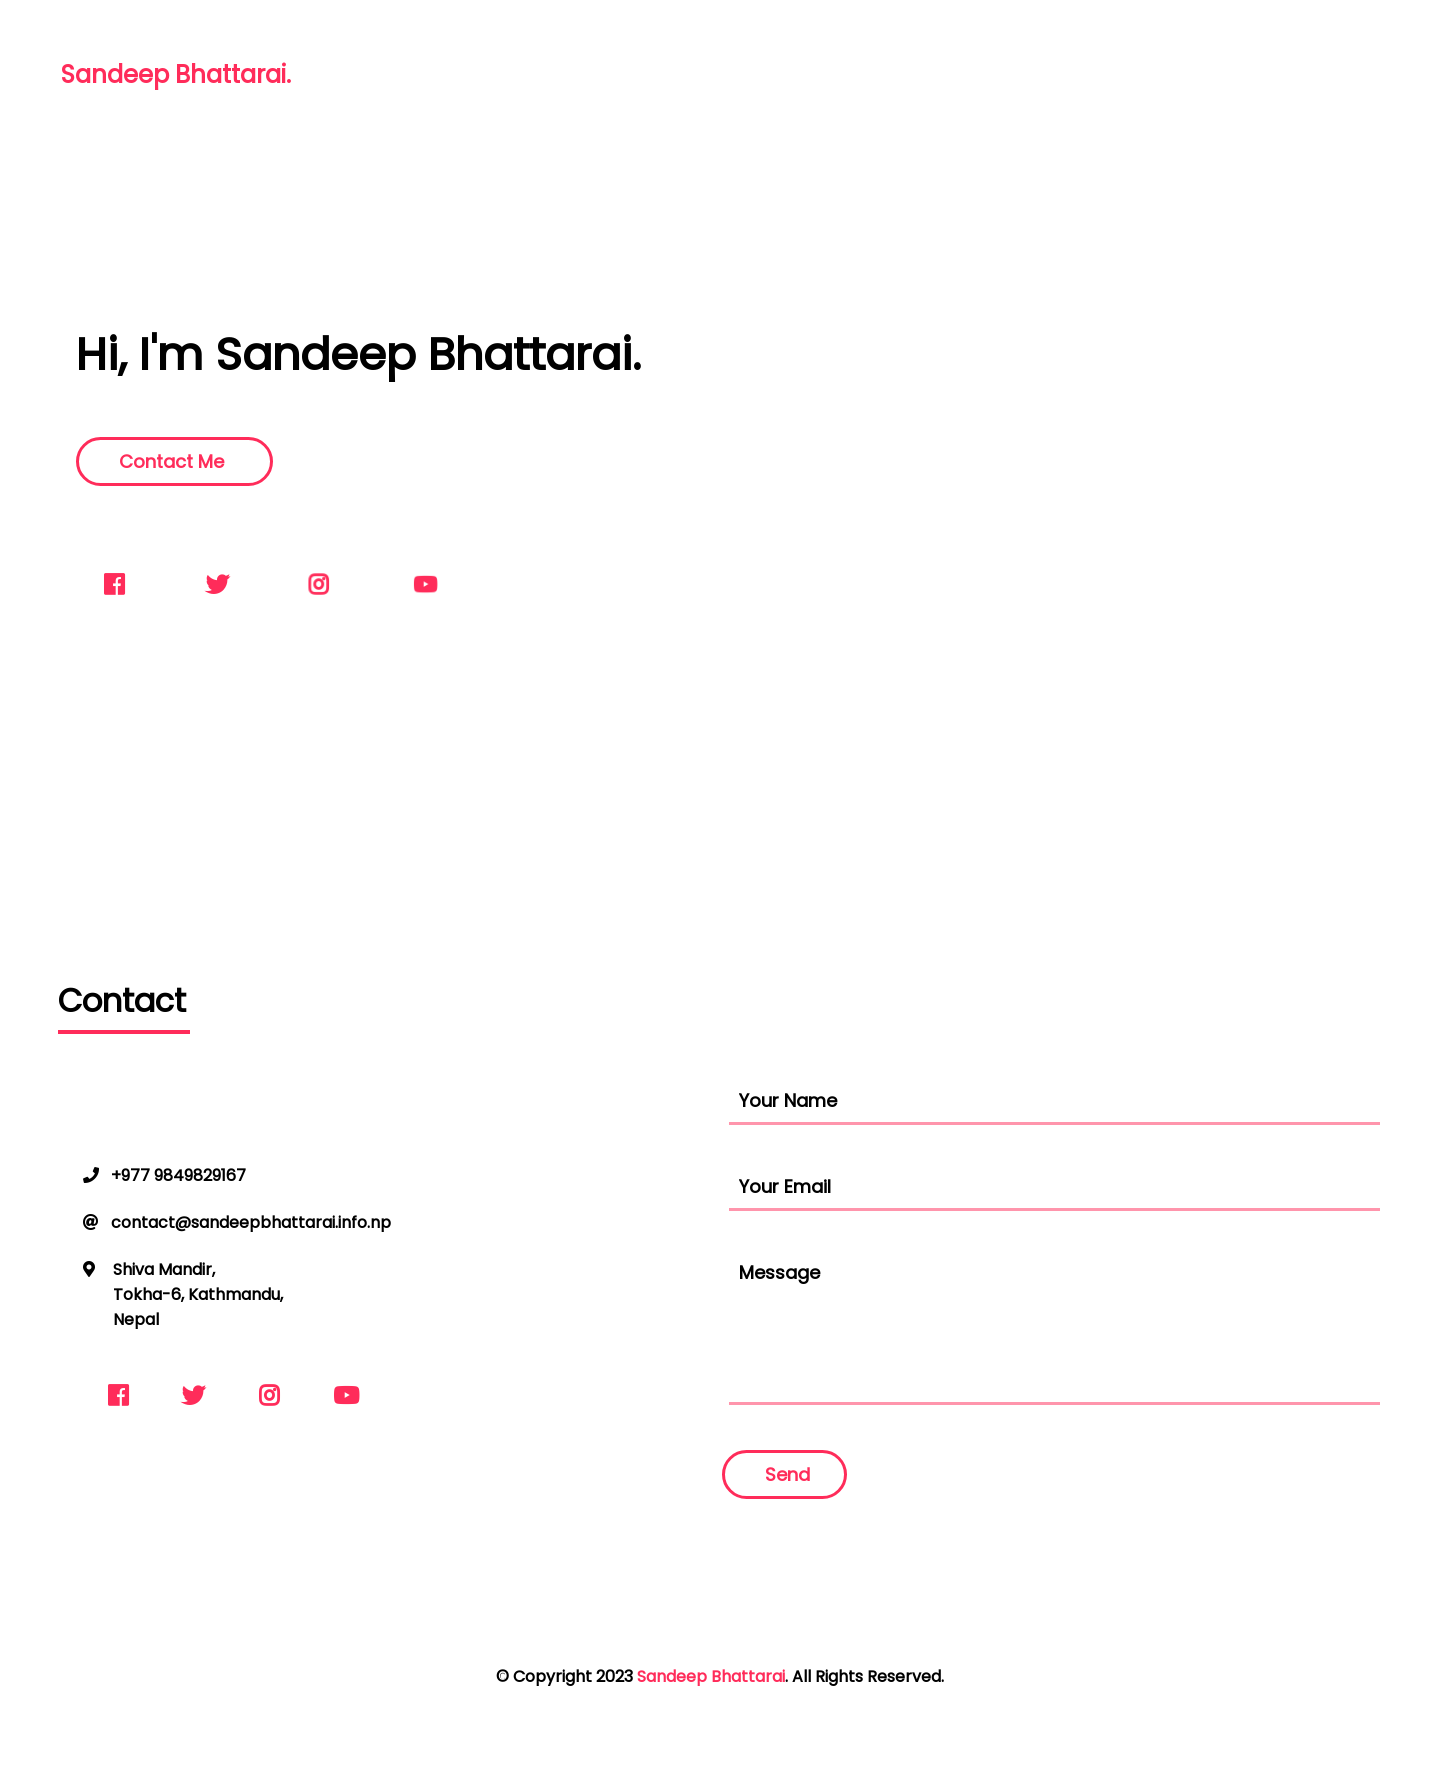 Sandeep Bhattarai.
Hi, I'm Sandeep Bhattarai.
Contact Me
Contact
+977 9849829167
contact@sandeepbhattarai.info.np
Shiva Mandir,
Tokha-6, Kathmandu,
Nepal
Your Name
Your Email
Message
Send
© Copyright 2023 Sandeep Bhattarai. All Rights Reserved.